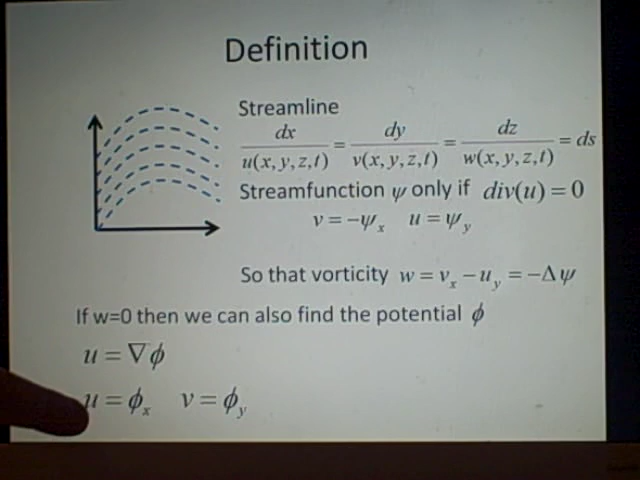 Definition
Streamline
dx/u(x,y,z,t) = dy/v(x,y,z,t) = dz/w(x,y,z,t) = ds
Streamfunction ψ only if div(u) = 0
v = −ψ_x u = ψ_y
So that vorticity w = v_x − u_y = −Δψ
If w=0 then we can also find the potential ϕ
u = ∇ϕ
u = ϕ_x v = ϕ_y